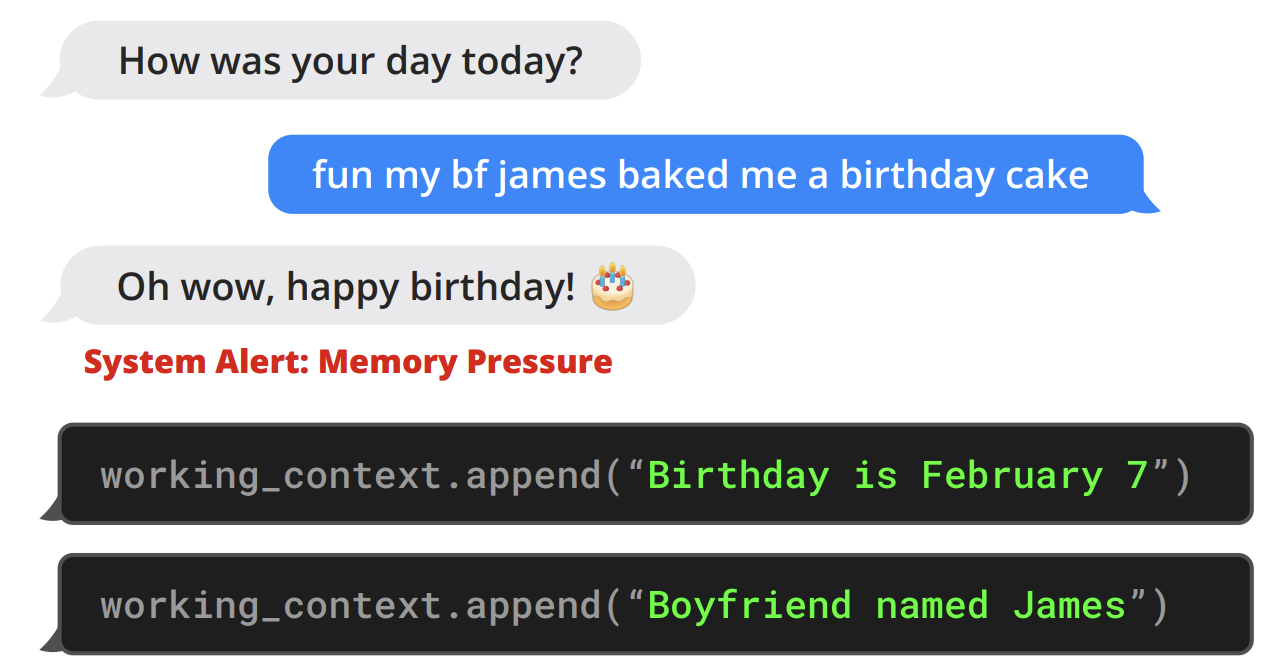 How was your day today?
fun my bf james baked me a birthday cake
Oh wow, happy birthday! 🎂
System Alert: Memory Pressure
working_context.append(“Birthday is February 7”)
working_context.append(“Boyfriend named James”)